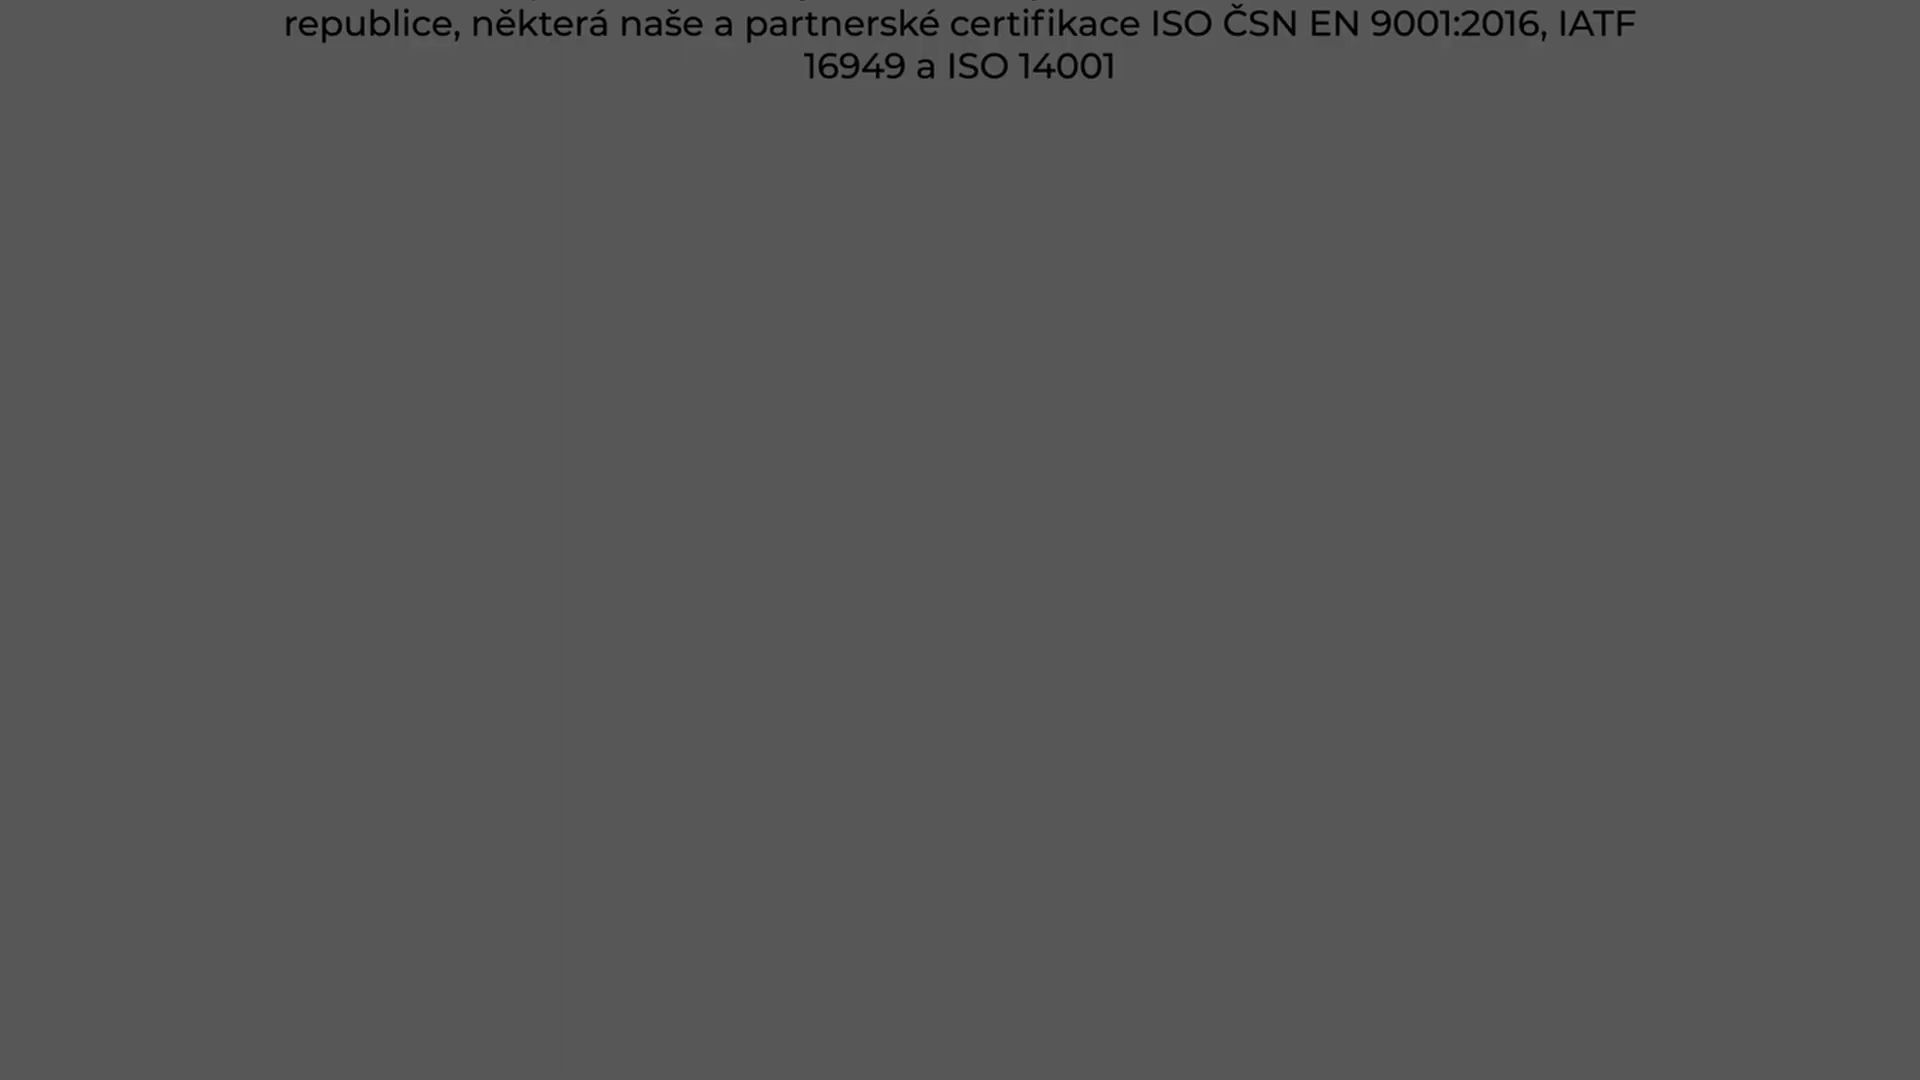 republice, některá naše a partnerské certifikace ISO ČSN EN 9001:2016, IATF
16949 a ISO 14001